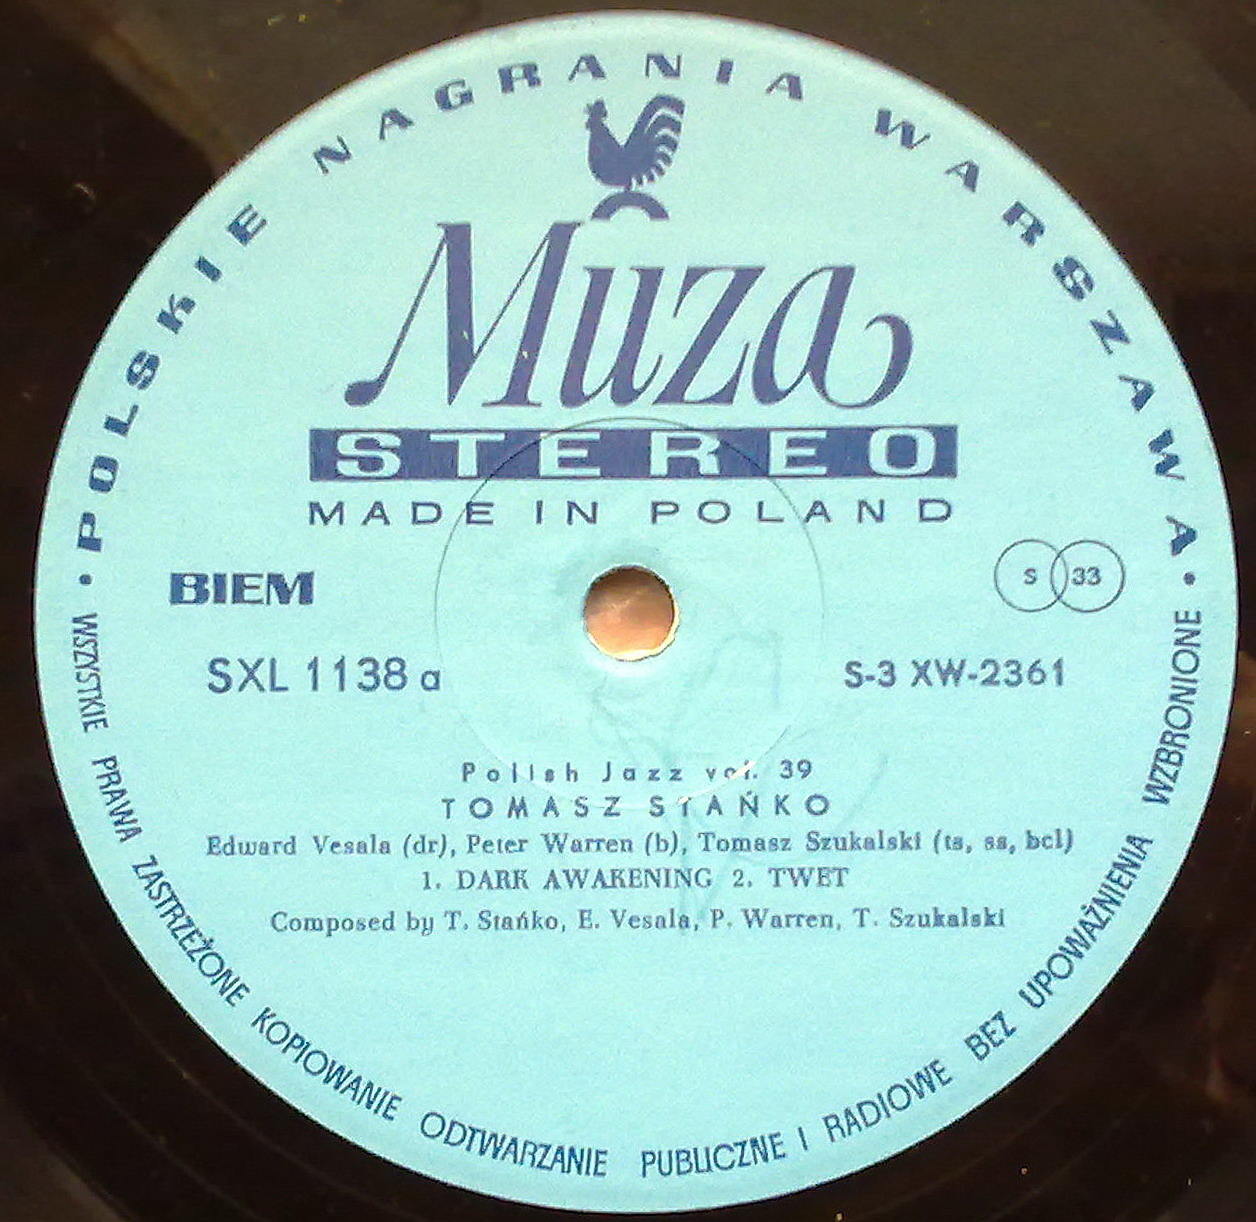 POLSKIE NAGRANIA WARSZAWA
Muza
STEREO
MADE IN POLAND
BIEM
S 33
SXL 1138 a
S-3 XW-2361
Polish Jazz vol. 39
TOMASZ STAŃKO
Edward Vesala (dr), Peter Warren (b), Tomasz Szukalski (ts, ss, bcl)
1. DARK AWAKENING 2. TWET
Composed by T. Stańko, E. Vesala, P. Warren, T. Szukalski
• WSZYSTKIE PRAWA ZASTRZEŻONE KOPIOWANIE ODTWARZANIE PUBLICZNE I RADIOWE BEZ UPOWAŻNIENIA WZBRONIONE •